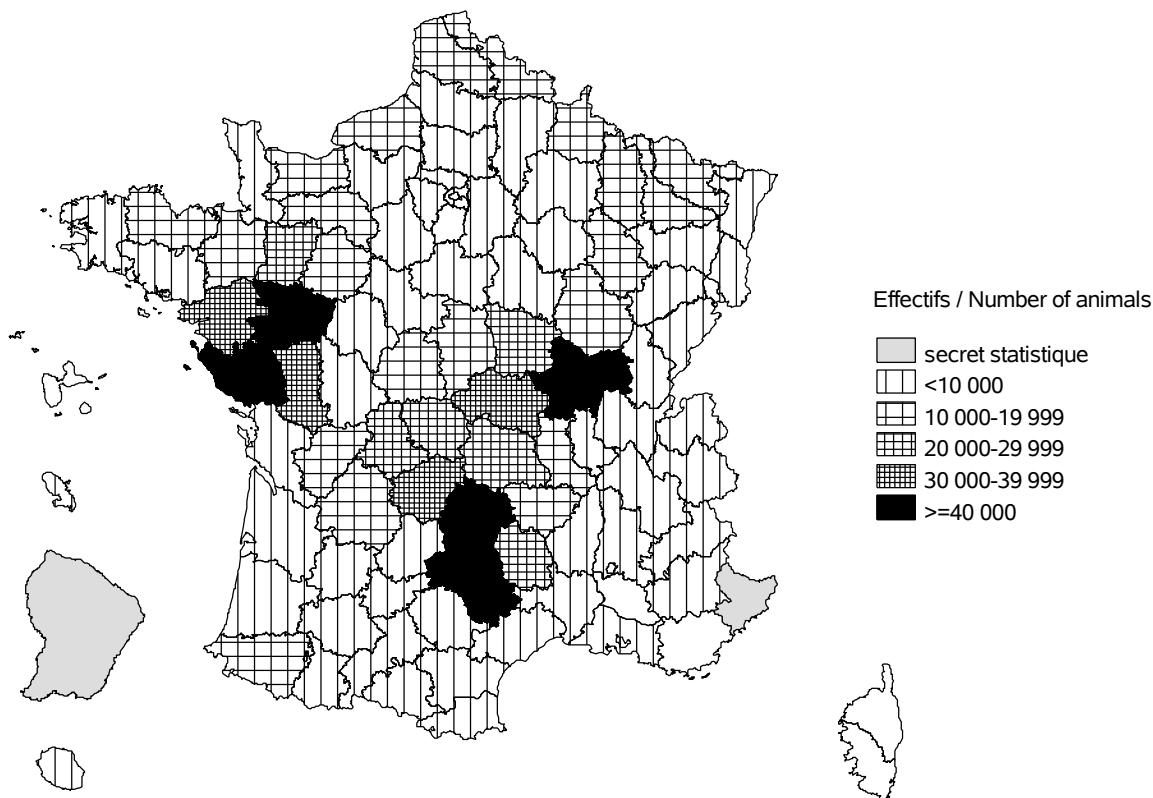 Effectifs / Number of animals
secret statistique
<10 000
10 000-19 999
20 000-29 999
30 000-39 999
>=40 000